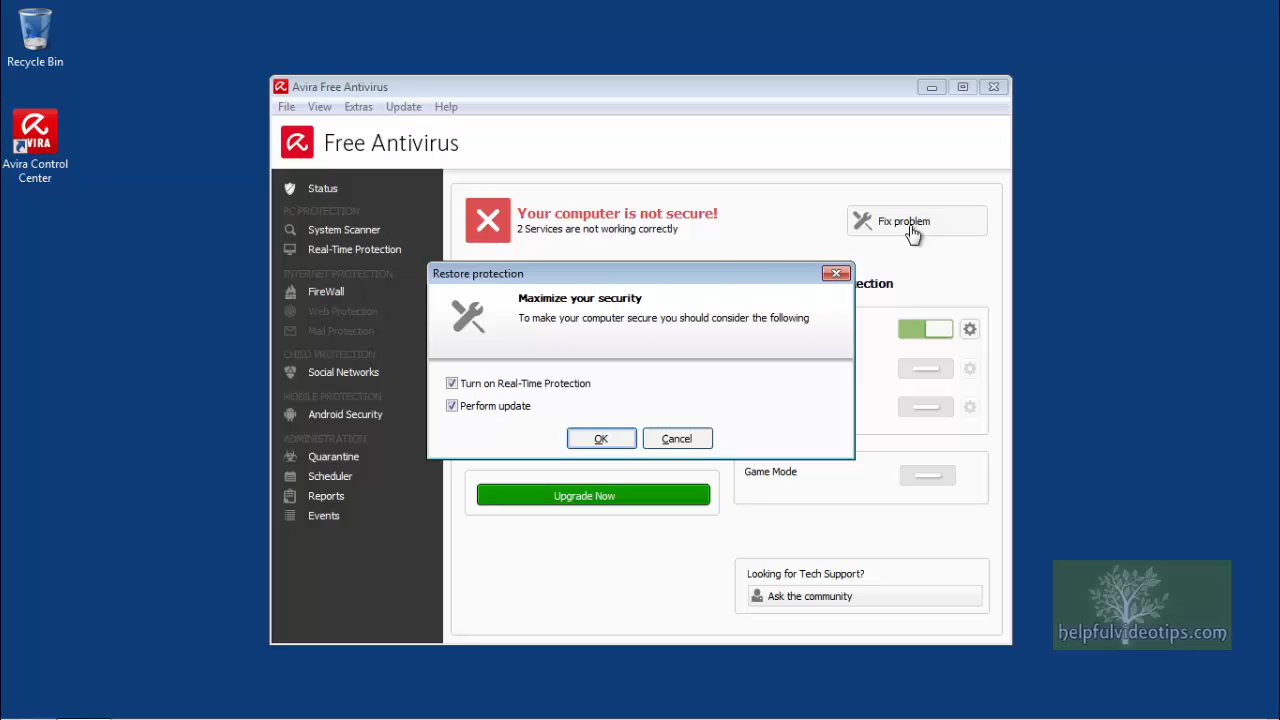 Recycle Bin
AVIRA
Avira Control
Center
Avira Free Antivirus
File View Extras Update Help
Free Antivirus
Status
PC PROTECTION
System Scanner
Real-Time Protection
INTERNET PROTECTION
FireWall
Web Protection
Mail Protection
CHILD PROTECTION
Social Networks
MOBILE PROTECTION
Android Security
ADMINISTRATION
Quarantine
Scheduler
Reports
Events
Your computer is not secure!
2 Services are not working correctly
Fix problem
Restore protection
Maximize your security
To make your computer secure you should consider the following
Turn on Real-Time Protection
Perform update
OK
Cancel
Upgrade Now
Game Mode
Looking for Tech Support?
Ask the community
helpfulvideotips.com